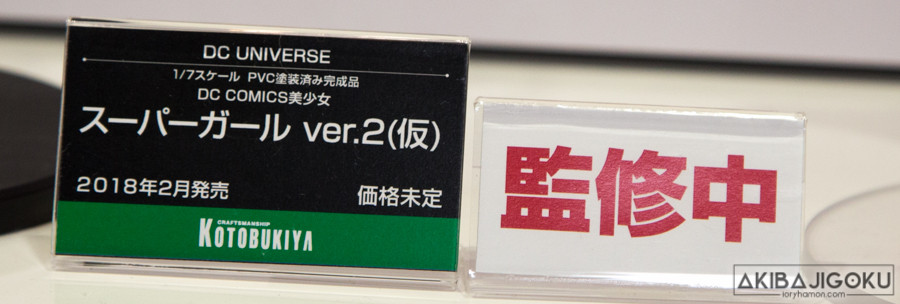 DC UNIVERSE
1/7スケール PVC塗装済み完成品
DC COMICS美少女
スーパーガール ver.2(仮)
2018年2月発売 価格未定
CRAFTSMANSHIP
KOTOBUKIYA
監修中
AKIBAJIGOKU
ioryhamon.com